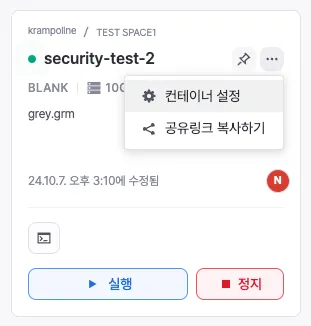 krampoline / TEST SPACE1
security-test-2
BLANK
컨테이너 설정
grey.grm
공유링크 복사하기
24.10.7. 오후 3:10에 수정됨
N
실행
정지